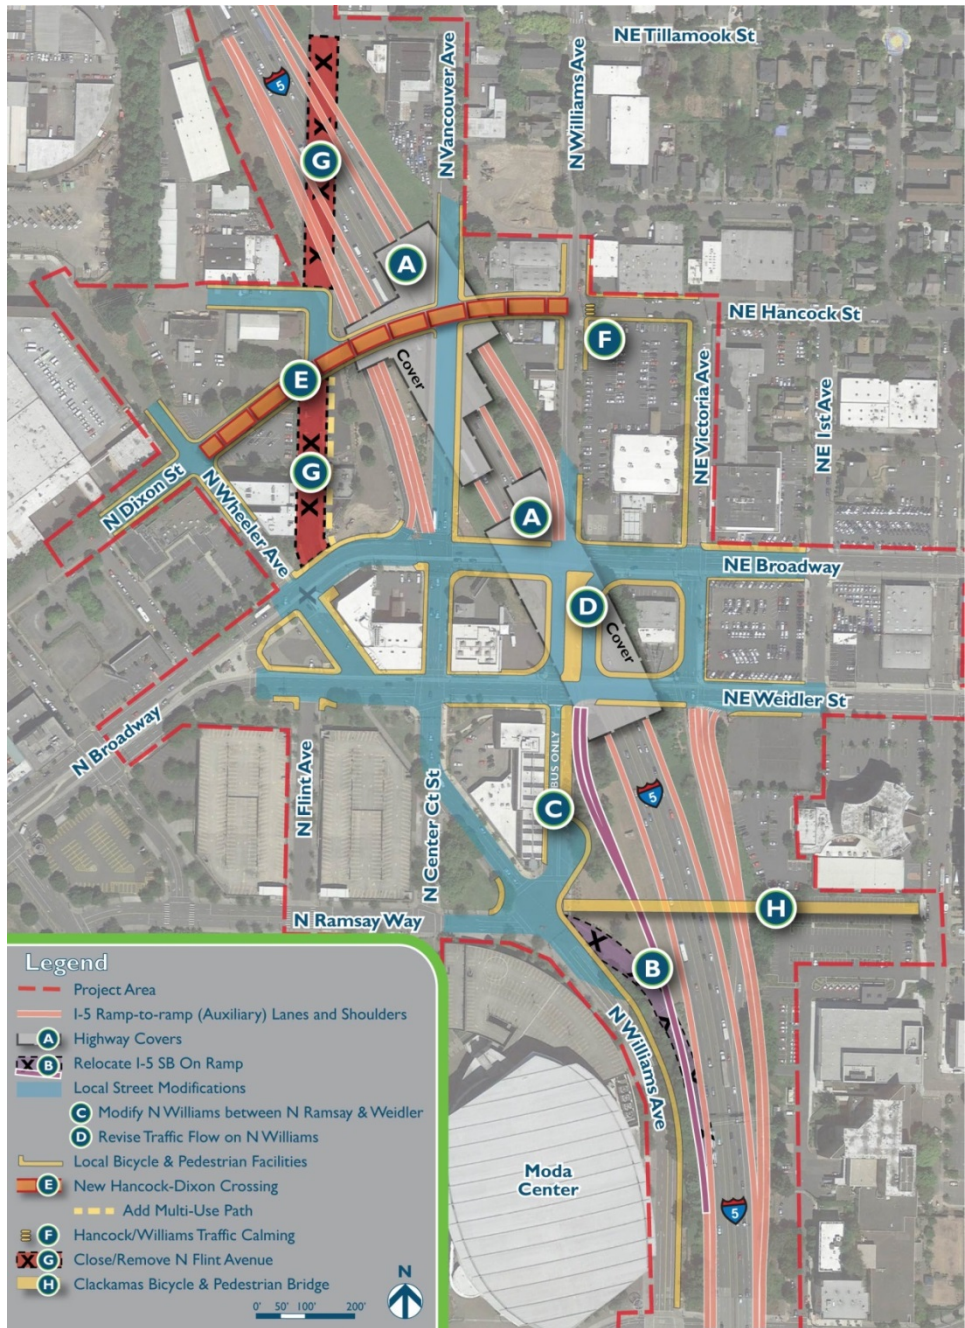 NE Tillamook St
N Vancouver Ave
N Williams Ave
5
G
A
NE Hancock St
F
Cover
E
NE Victoria Ave
NE 1st Ave
G
N Dixon St
N Wheeler Ave
A
NE Broadway
D
Cover
NE Weidler St
N Broadway
BUS ONLY
5
N Flint Ave
N Center Ct St
C
N Ramsay Way
H
B
N Williams Ave
Moda
Center
5
Legend
Project Area
I-5 Ramp-to-ramp (Auxiliary) Lanes and Shoulders
A Highway Covers
X B Relocate I-5 SB On Ramp
Local Street Modifications
C Modify N Williams between N Ramsay & Weidler
D Revise Traffic Flow on N Williams
Local Bicycle & Pedestrian Facilities
E New Hancock-Dixon Crossing
Add Multi-Use Path
F Hancock/Williams Traffic Calming
X G Close/Remove N Flint Avenue
H Clackamas Bicycle & Pedestrian Bridge
N
0' 50' 100' 200'